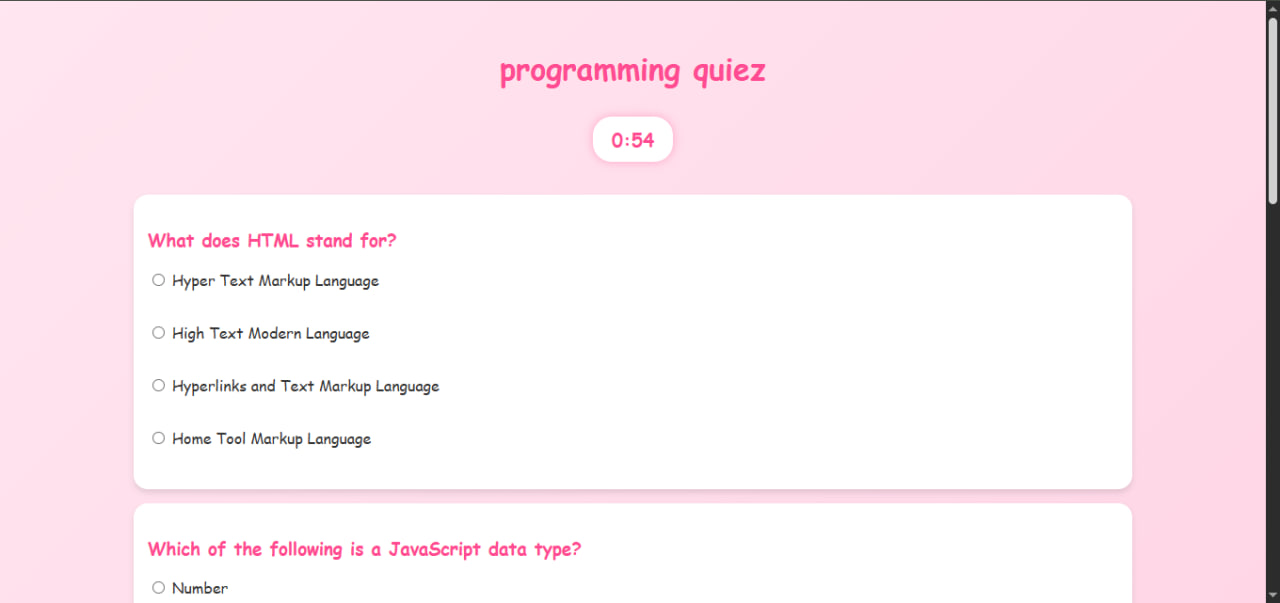 programming quiez
0:54
What does HTML stand for?
Hyper Text Markup Language
High Text Modern Language
Hyperlinks and Text Markup Language
Home Tool Markup Language
Which of the following is a JavaScript data type?
Number